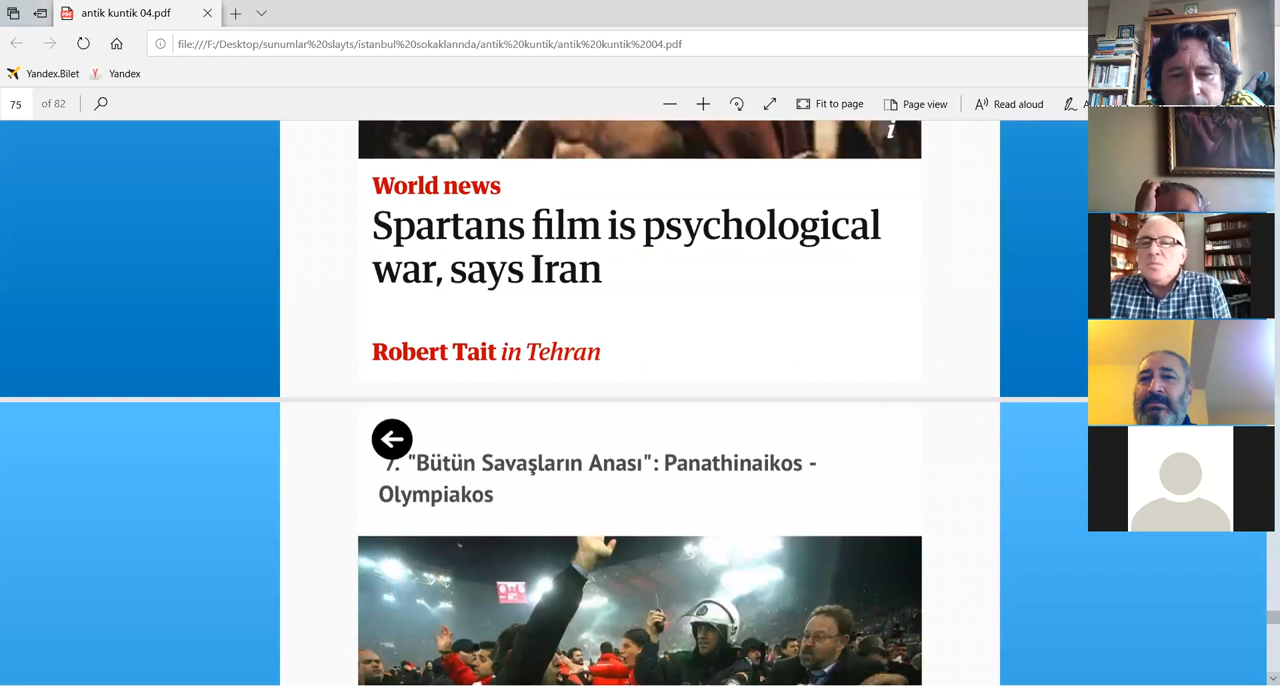 antik kuntik 04.pdf
file:///F:/Desktop/sunumlar%20slayts/istanbul%20sokaklarında/antik%20kuntik/antik%20kuntik%2004.pdf
Yandex.Bilet Yandex
75 of 82 Fit to page Page view Read aloud
i
World news
Spartans film is psychological
war, says Iran
Robert Tait in Tehran
7. "Bütün Savaşların Anası": Panathinaikos -
Olympiakos